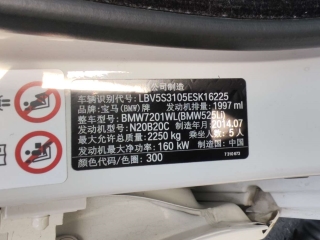 公司制造
车辆识别代号: LBV5S3105ESK16225
品牌: 宝马(BMW)牌 发动机排量: 1997 ml
整车型号: BMW7201WL(BMW525Li)
发动机型号: N20B20C 制造年月: 2014.07
最大允许总质量: 2250 kg 乘坐人数: 5人
发动机最大净功率: 160 kW 制造国: 中国
颜色代码/色圈: 300